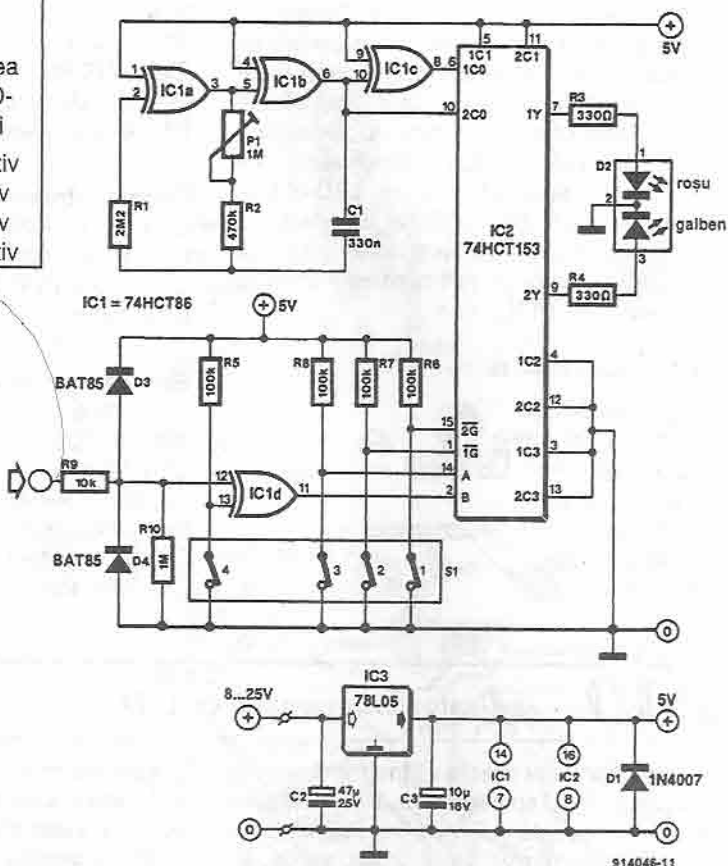 ea
0-
i
tiv
v
v
tiv
+
5V
5
11
1C1
2C1
1
2
IC1a
3
4
5
IC1b
6
9
10
IC1c
8
6
1C0
10
2C0
1Y
7
R3
330Ω
P1
1M
R1
2M2
R2
470k
C1
330n
IC2
74HCT153
D2
1
2
3
roșu
galben
2Y
9
R4
330Ω
IC1 = 74HCT86
+
5V
1C2
4
2C2
12
1C3
3
2C3
13
BAT85
D3
R5
100k
R8
100k
R7
100k
R6
100k
15
2G
1
1G
14
A
2
B
R9
10k
12
13
IC1d
11
R10
1M
BAT85
D4
4
3
2
1
S1
0
8...25V
+
IC3
78L05
5V
+
C2
47µ
25V
C3
10µ
16V
14
IC1
7
16
IC2
8
D1
1N4007
0
0
914046-11